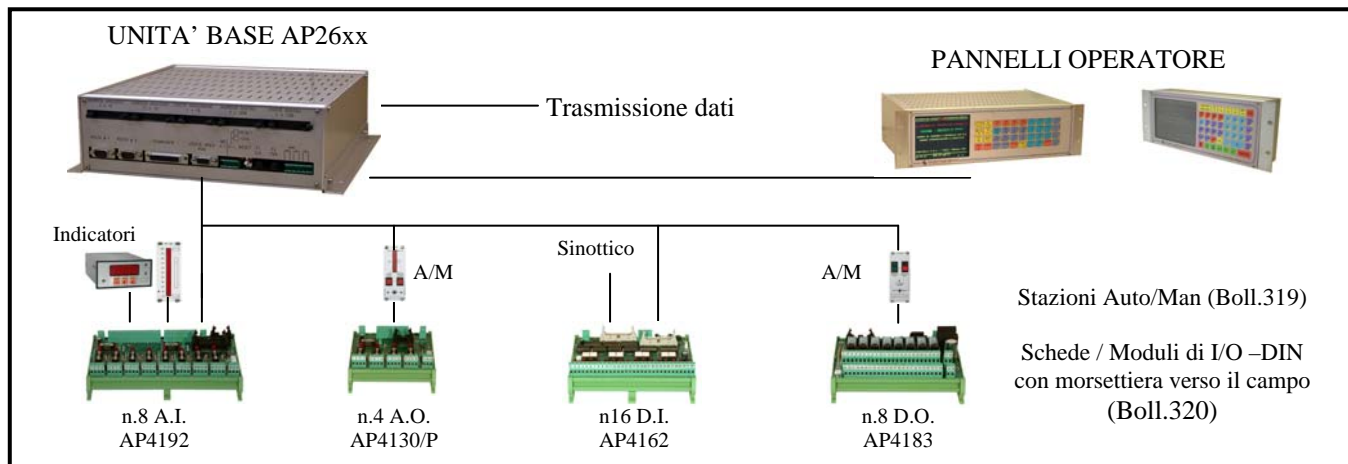 UNITA’ BASE AP26xx
PANNELLI OPERATORE
Trasmissione dati
Indicatori
A/M
Sinottico
A/M
Stazioni Auto/Man (Boll.319)
Schede / Moduli di I/O –DIN
con morsettiera verso il campo
(Boll.320)
n.8 A.I.
AP4192
n.4 A.O.
AP4130/P
n16 D.I.
AP4162
n.8 D.O.
AP4183